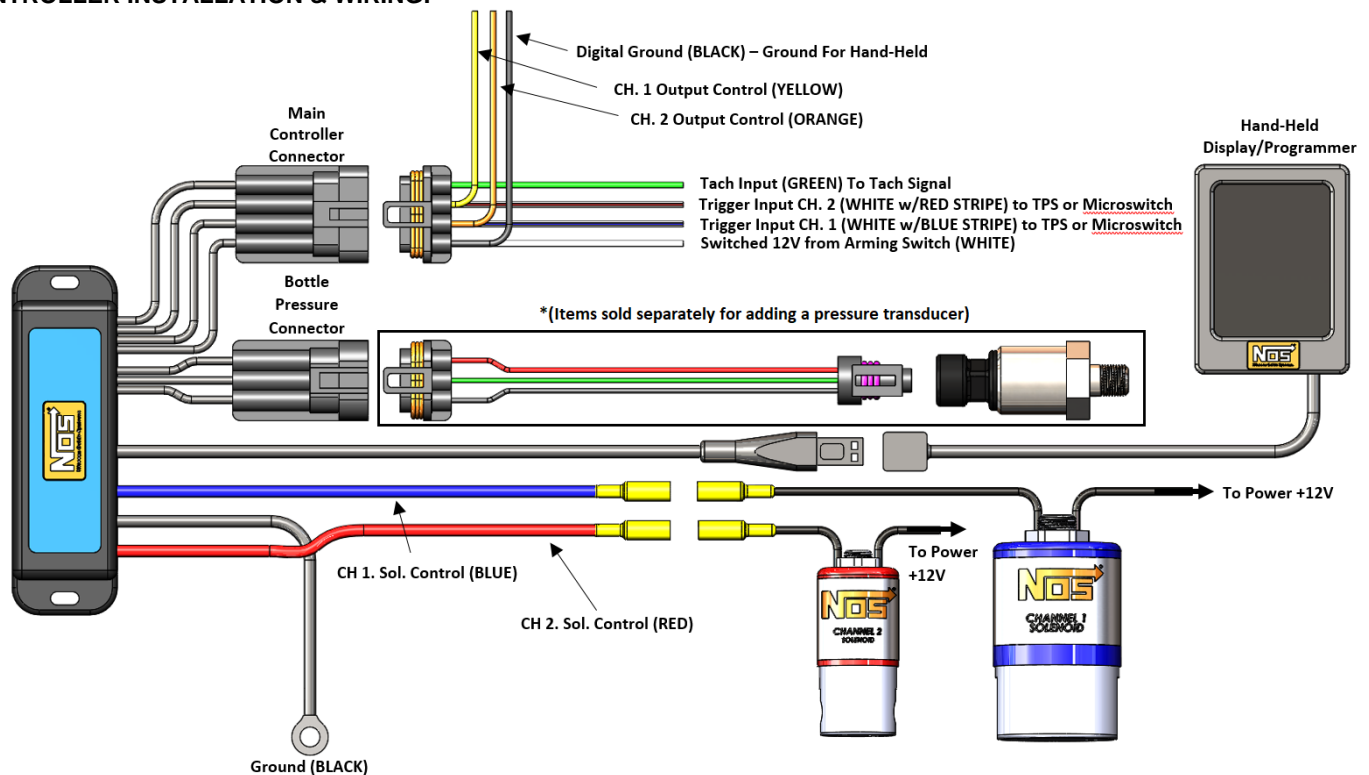 NTROLLER INSTALLATION & WIRING:
Digital Ground (BLACK) – Ground For Hand-Held
CH. 1 Output Control (YELLOW)
CH. 2 Output Control (ORANGE)
Main
Controller
Connector
Hand-Held
Display/Programmer
Tach Input (GREEN) To Tach Signal
Trigger Input CH. 2 (WHITE w/RED STRIPE) to TPS or Microswitch
Trigger Input CH. 1 (WHITE w/BLUE STRIPE) to TPS or Microswitch
Switched 12V from Arming Switch (WHITE)
Bottle
Pressure
Connector
*(Items sold separately for adding a pressure transducer)
NOS
NOS
To Power +12V
To Power
+12V
CH 1. Sol. Control (BLUE)
CH 2. Sol. Control (RED)
NOS
CHANNEL 2
SOLENOID
NOS
CHANNEL 1
SOLENOID
Ground (BLACK)